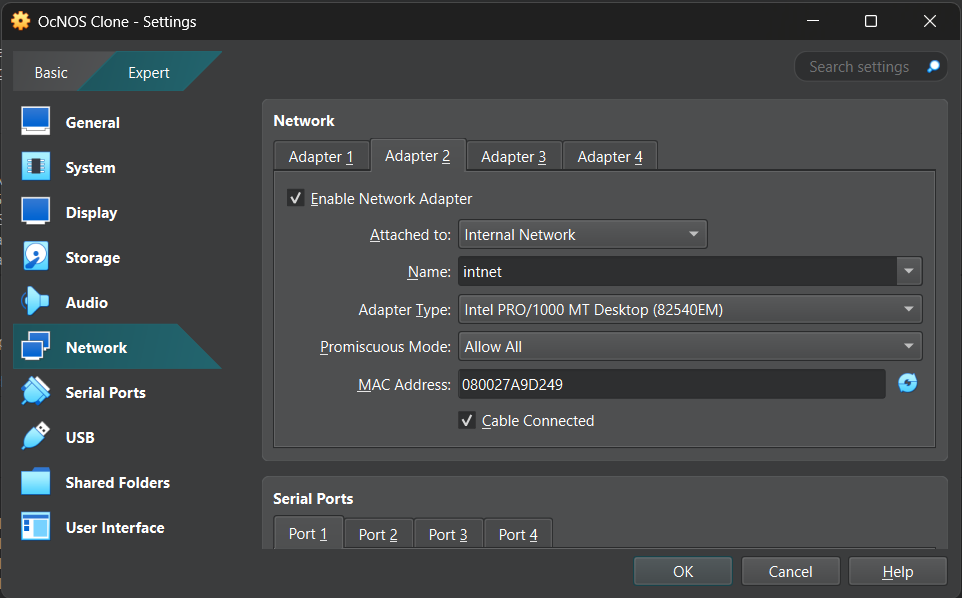 OcNOS Clone - Settings
Basic
Expert
Search settings
General
System
Display
Storage
Audio
Network
Serial Ports
USB
Shared Folders
User Interface
Network
Adapter 1 Adapter 2 Adapter 3 Adapter 4
Enable Network Adapter
Attached to: Internal Network
Name: intnet
Adapter Type: Intel PRO/1000 MT Desktop (82540EM)
Promiscuous Mode: Allow All
MAC Address: 080027A9D249
Cable Connected
Serial Ports
Port 1 Port 2 Port 3 Port 4
OK Cancel Help